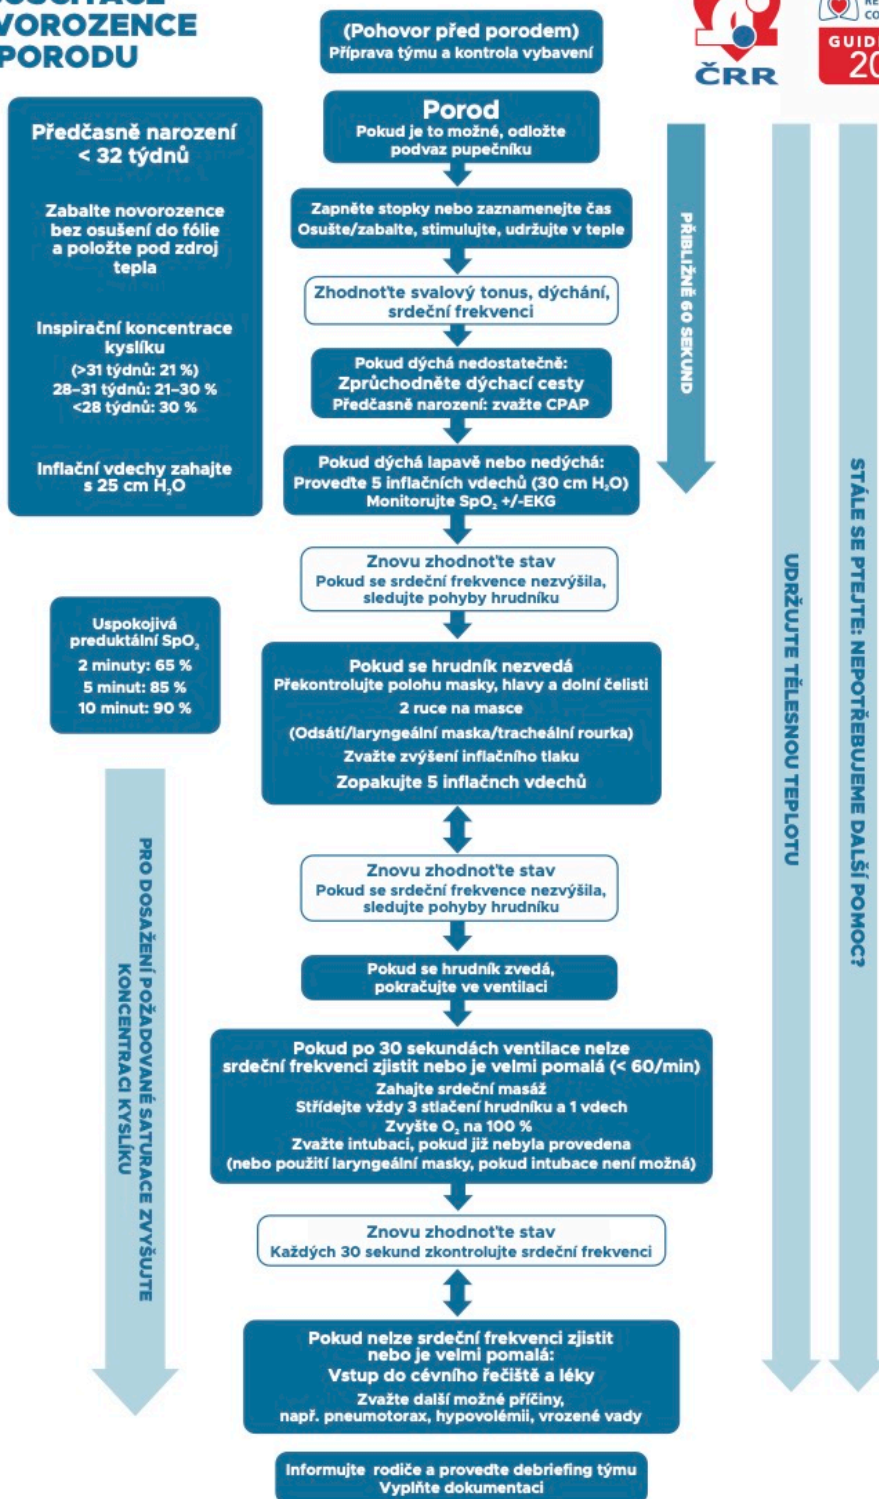 VOROZENCE
PORODU
(Pohovor před porodem)
Příprava týmu a kontrola vybavení
ČRR
CO
GUID
20
Předčasně narození
< 32 týdnů
Zabalte novorozence
bez osušení do fólie
a položte pod zdroj
tepla
Inspirační koncentrace
kyslíku
(>31 týdnů: 21 %)
28–31 týdnů: 21–30 %
<28 týdnů: 30 %
Inflační vdechy zahajte
s 25 cm H₂O
Porod
Pokud je to možné, odložte
podvaz pupečníku
Zapněte stopky nebo zaznamenejte čas
Osušte/zabalte, stimulujte, udržujte v teple
Zhodnoťte svalový tonus, dýchání,
srdeční frekvenci
Pokud dýchá nedostatečně:
Zprůchodněte dýchací cesty
Předčasně narození: zvažte CPAP
Pokud dýchá lapavě nebo nedýchá:
Proveďte 5 inflačních vdechů (30 cm H₂O)
Monitorujte SpO₂ +/-EKG
PŘIBLIŽNĚ 60 SEKUND
Znovu zhodnoťte stav
Pokud se srdeční frekvence nezvýšila,
sledujte pohyby hrudníku
Uspokojivá
preduktální SpO₂
2 minuty: 65 %
5 minut: 85 %
10 minut: 90 %
Pokud se hrudník nezvedá
Překontrolujte polohu masky, hlavy a dolní čelisti
2 ruce na masce
(Odsátí/laryngeální maska/tracheální rourka)
Zvažte zvýšení inflačního tlaku
Zopakujte 5 inflačnch vdechů
Znovu zhodnoťte stav
Pokud se srdeční frekvence nezvýšila,
sledujte pohyby hrudníku
Pokud se hrudník zvedá,
pokračujte ve ventilaci
Pokud po 30 sekundách ventilace nelze
srdeční frekvenci zjistit nebo je velmi pomalá (< 60/min)
Zahajte srdeční masáž
Střídejte vždy 3 stlačení hrudníku a 1 vdech
Zvyšte O₂ na 100 %
Zvažte intubaci, pokud již nebyla provedena
(nebo použití laryngeální masky, pokud intubace není možná)
Znovu zhodnoťte stav
Každých 30 sekund zkontrolujte srdeční frekvenci
Pokud nelze srdeční frekvenci zjistit
nebo je velmi pomalá:
Vstup do cévního řečiště a léky
Zvažte další možné příčiny,
např. pneumotorax, hypovolémii, vrozené vady
Informujte rodiče a proveďte debriefing týmu
Vyplňte dokumentaci
PRO DOSAŽENÍ POŽADOVANÉ SATURACE ZVYŠUJTE
KONCENTRACI KYSLÍKU
UDRŽUJTE TĚLESNOU TEPLOTU
STÁLE SE PTEJTE: NEPOTŘEBUJEME DALŠÍ POMOC?